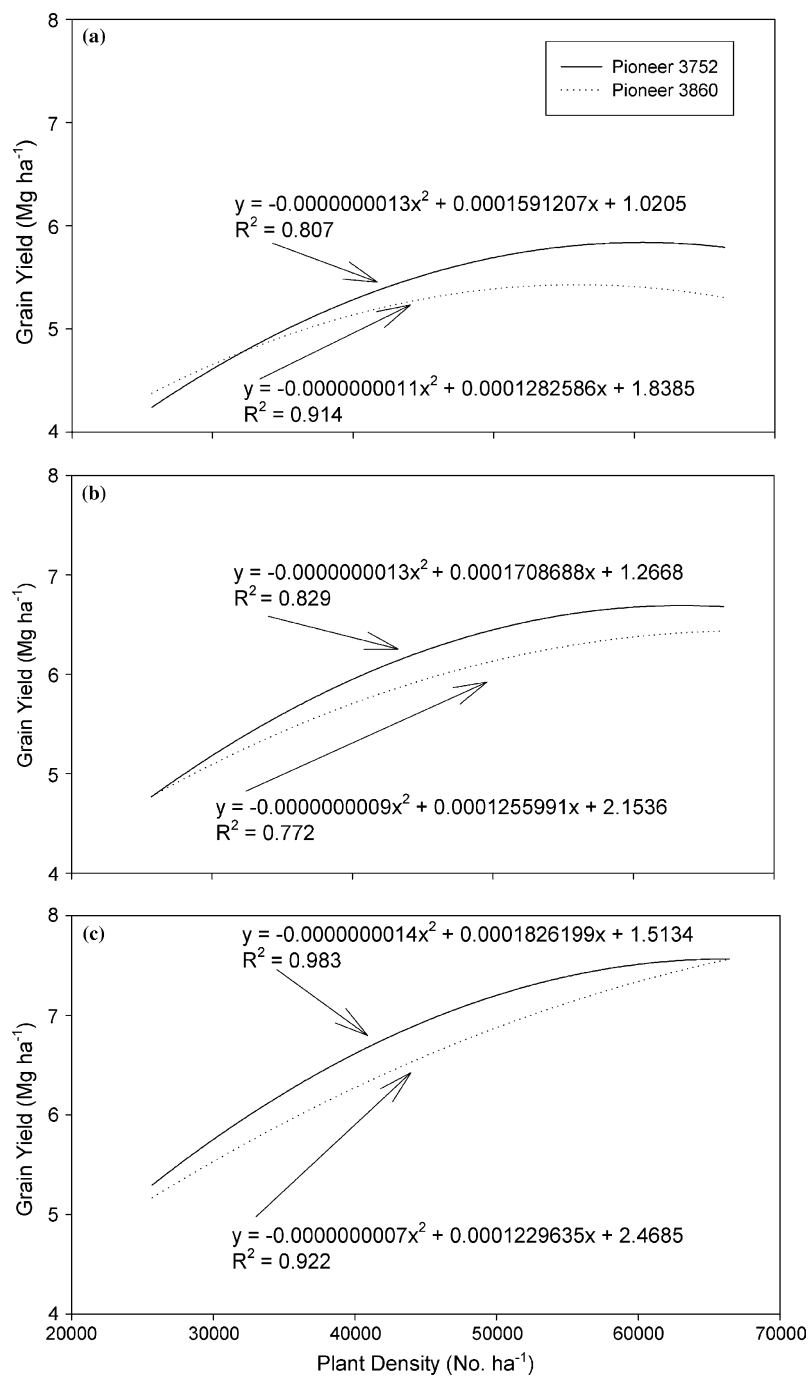 (a)
Pioneer 3752
Pioneer 3860
y = -0.0000000013x² + 0.0001591207x + 1.0205
R² = 0.807
y = -0.0000000011x² + 0.0001282586x + 1.8385
R² = 0.914
Grain Yield (Mg ha⁻¹)
8
7
6
5
4
(b)
y = -0.0000000013x² + 0.0001708688x + 1.2668
R² = 0.829
y = -0.0000000009x² + 0.0001255991x + 2.1536
R² = 0.772
Grain Yield (Mg ha⁻¹)
8
7
6
5
4
(c)
y = -0.0000000014x² + 0.0001826199x + 1.5134
R² = 0.983
y = -0.0000000007x² + 0.0001229635x + 2.4685
R² = 0.922
Grain Yield (Mg ha⁻¹)
8
7
6
5
4
20000 30000 40000 50000 60000 70000
Plant Density (No. ha⁻¹)